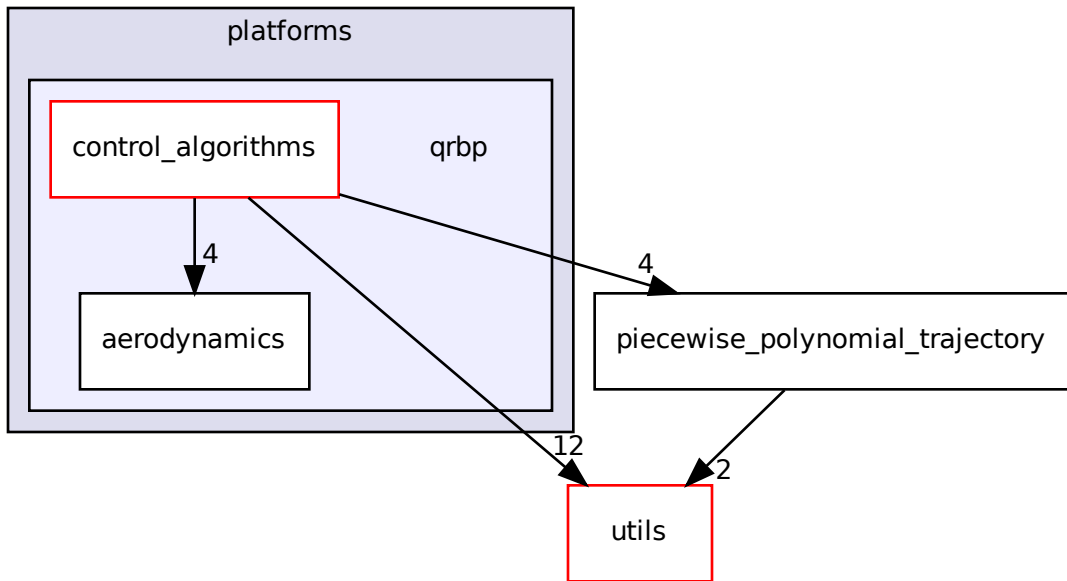 platforms
control_algorithms
qrbp
4
4
aerodynamics
piecewise_polynomial_trajectory
12
2
utils